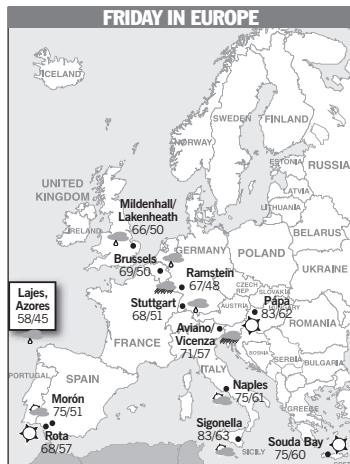 FRIDAY IN EUROPE
ICELAND
SWEDEN
FINLAND
NORWAY
ESTONIA
RUSSIA
LATVIA
LITHUANIA
UNITED
KINGDOM
IRELAND
Mildenhall/
Lakenheath
66/50
BELARUS
POLAND
GERMANY
Brussels
69/50
Ramstein
67/48
UKRAINE
CZECH
REP
SLOVAKIA
Lajes,
Azores
58/45
Stuttgart
68/51
AUSTRIA
HUNGARY
Pápa
83/62
ROMANIA
Aviano/
Vicenza
71/57
FRANCE
BOSNIA
SERBIA
BULGARIA
ITALY
PORTUGAL
SPAIN
Morón
75/51
Rota
68/57
Naples
75/61
GREECE
Sigonella
83/63
SICILY
Souda Bay
75/60